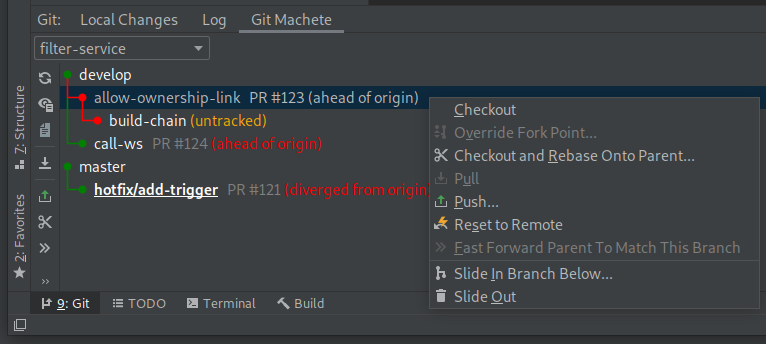 Git: Local Changes Log Git Machete
filter-service
develop
allow-ownership-link PR #123 (ahead of origin)
build-chain (untracked)
call-ws PR #124 (ahead of origin)
master
hotfix/add-trigger PR #121 (diverged from origin
Checkout
Override Fork Point...
Checkout and Rebase Onto Parent...
Pull
Push...
Reset to Remote
Fast Forward Parent To Match This Branch
Slide In Branch Below...
Slide Out
7: Structure
2: Favorites
9: Git TODO Terminal Build